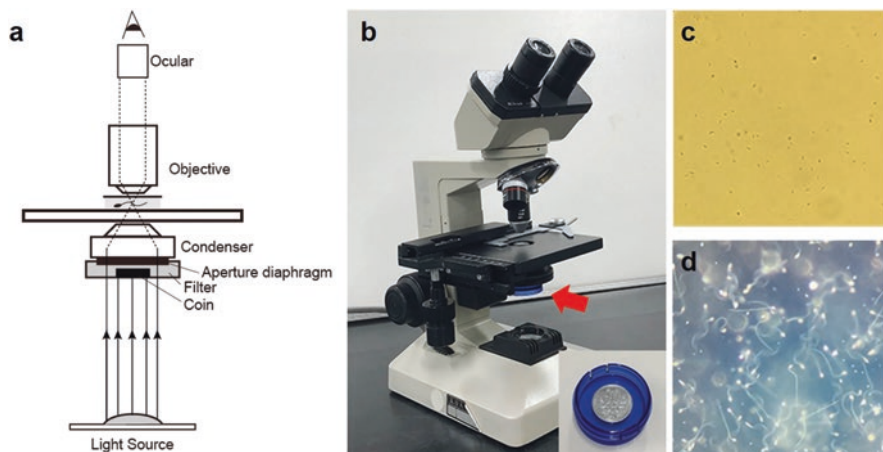 a
Ocular
Objective
Condenser
Aperture diaphragm
Filter
Coin
Light Source
b
c
d